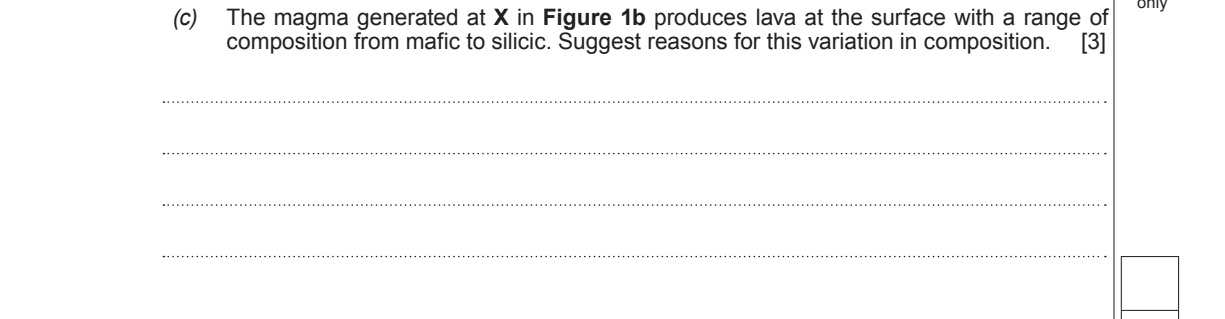 only
(c) The magma generated at X in Figure 1b produces lava at the surface with a range of
composition from mafic to silicic. Suggest reasons for this variation in composition. [3]